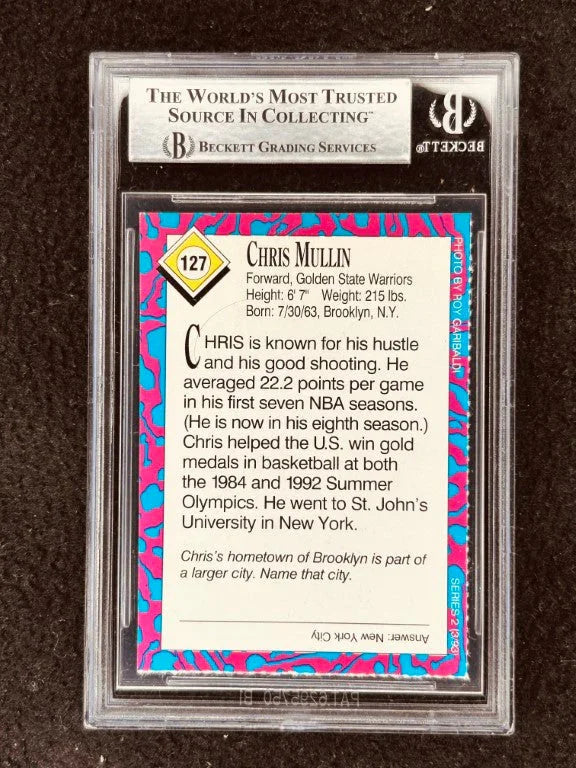 THE WORLD'S MOST TRUSTED
SOURCE IN COLLECTING™
B BECKETT GRADING SERVICES
B
BECKETT®
127
CHRIS MULLIN
Forward, Golden State Warriors
Height: 6' 7" Weight: 215 lbs.
Born: 7/30/63, Brooklyn, N.Y.
CHRIS is known for his hustle
and his good shooting. He
averaged 22.2 points per game
in his first seven NBA seasons.
(He is now in his eighth season.)
Chris helped the U.S. win gold
medals in basketball at both
the 1984 and 1992 Summer
Olympics. He went to St. John's
University in New York.
Chris's hometown of Brooklyn is part of
a larger city. Name that city.
Answer: New York City
PHOTO BY ROY GARIBALDI
SERIES 2 (3/93)